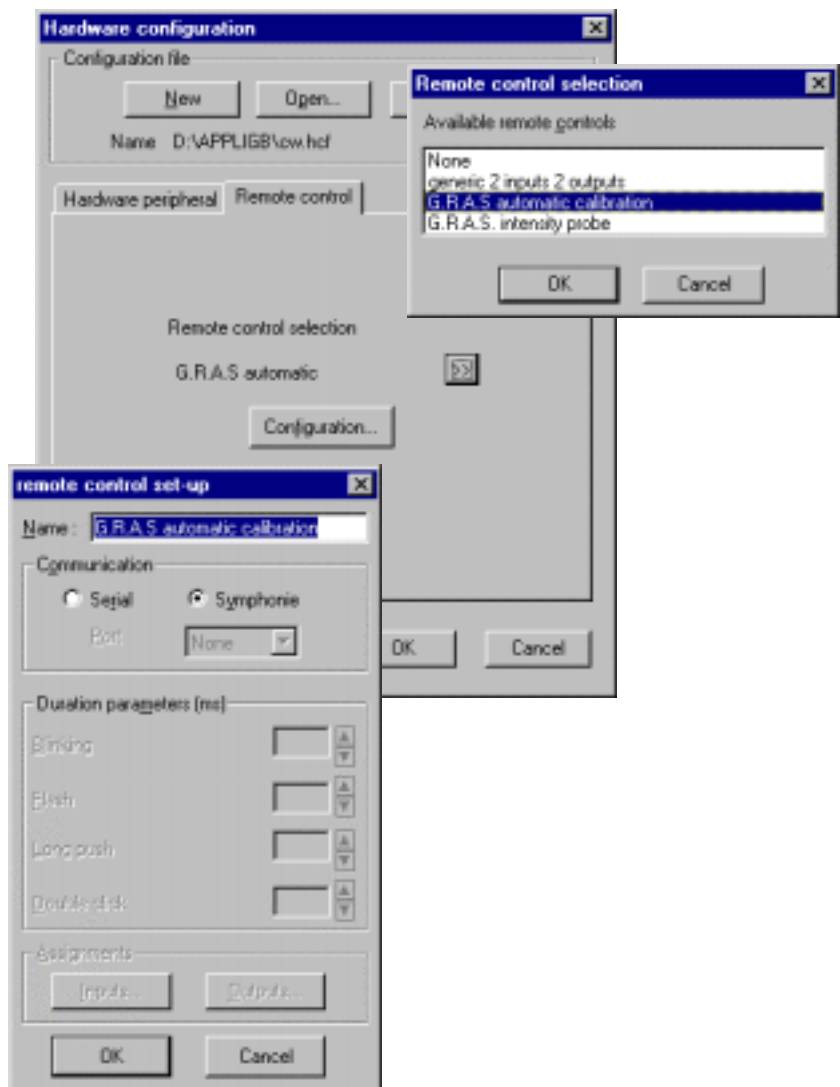 Hardware configuration
Configuration file
New
Open...
Name D:\APPLIGB\cw.hcf
Hardware peripheral
Remote control
Remote control selection
G.R.A.S automatic
>>
Configuration...
OK
Cancel
Remote control selection
Available remote controls
None
generic 2 inputs 2 outputs
G.R.A.S automatic calibration
G.R.A.S. intensity probe
OK
Cancel
remote control set-up
Name : G.R.A.S automatic calibration
Communication
Serial
Symphonie
Port
None
Duration parameters (ms)
Blinking
Flash
Long push
Double click
Assignments
Inputs...
Outputs...
OK
Cancel